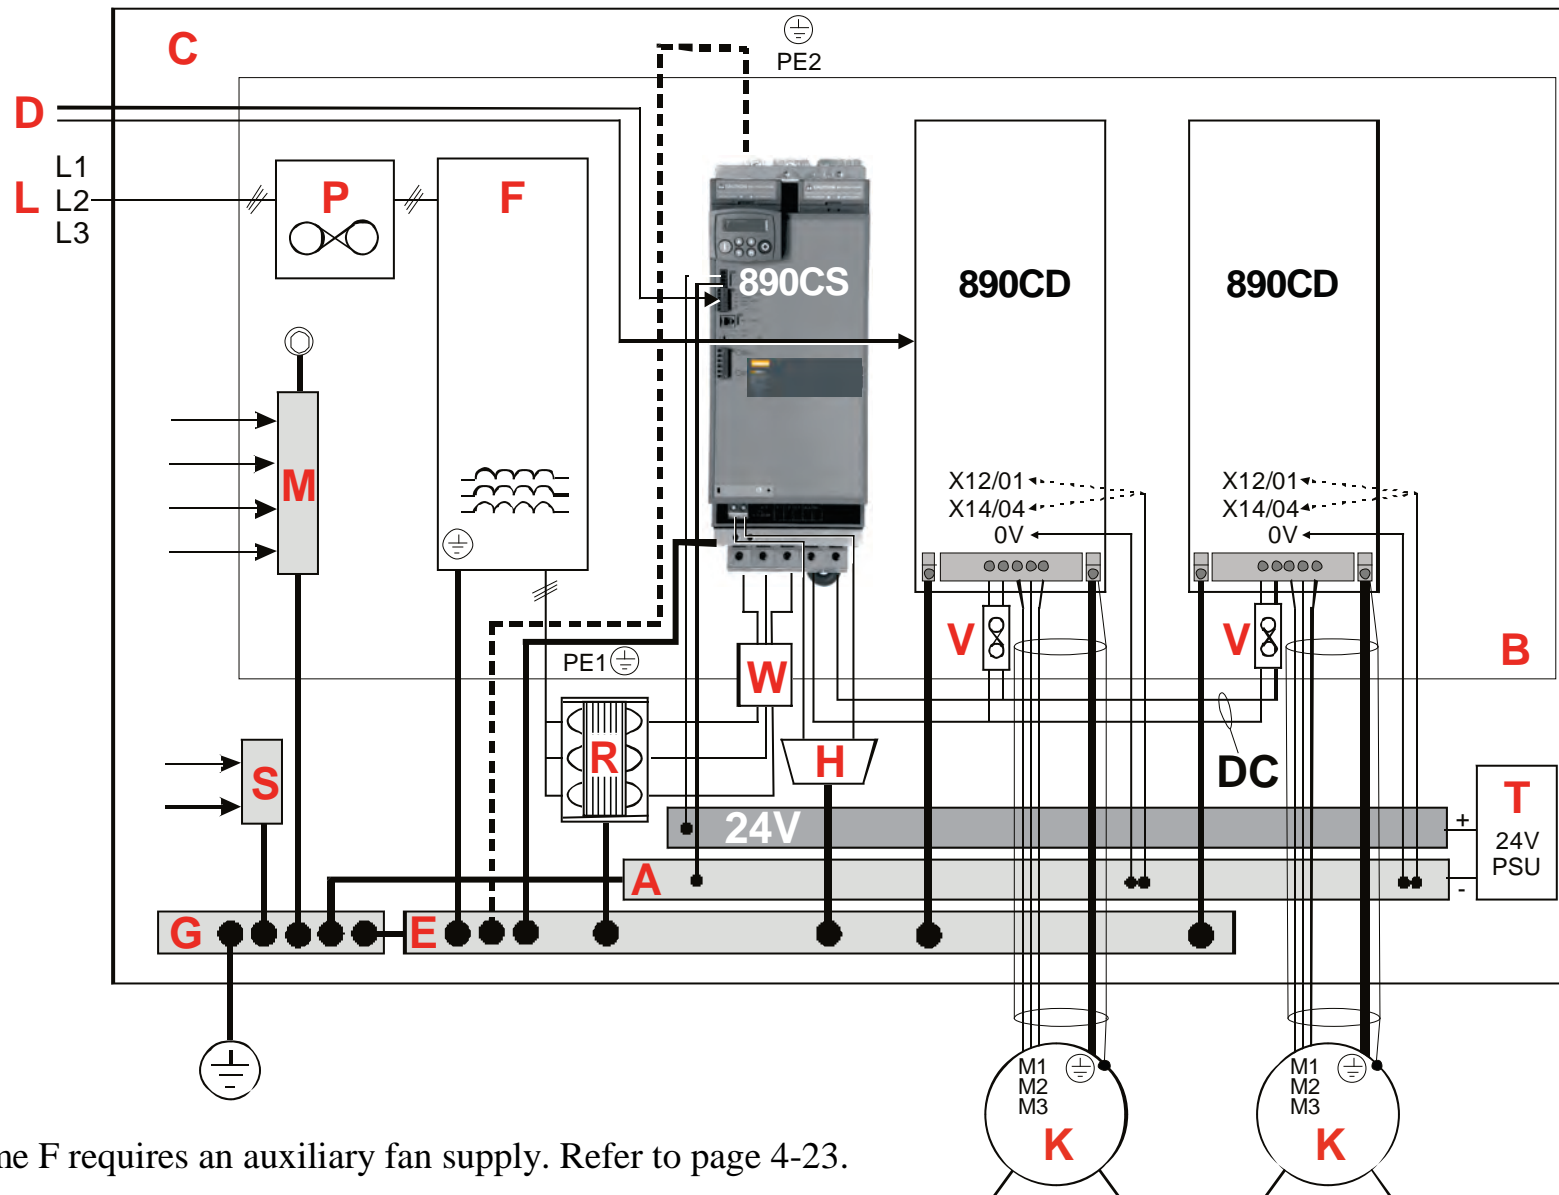 C
PE2
D
L1
L L2
L3
P
F
890CS
890CD
890CD
M
X12/01
X14/04
0V
X12/01
X14/04
0V
V
V
B
PE1
W
R
H
DC
S
T
24V
PSU
24V
+
A
-
G
E
M1
M2
M3
K
M1
M2
M3
K
ne F requires an auxiliary fan supply. Refer to page 4-23.